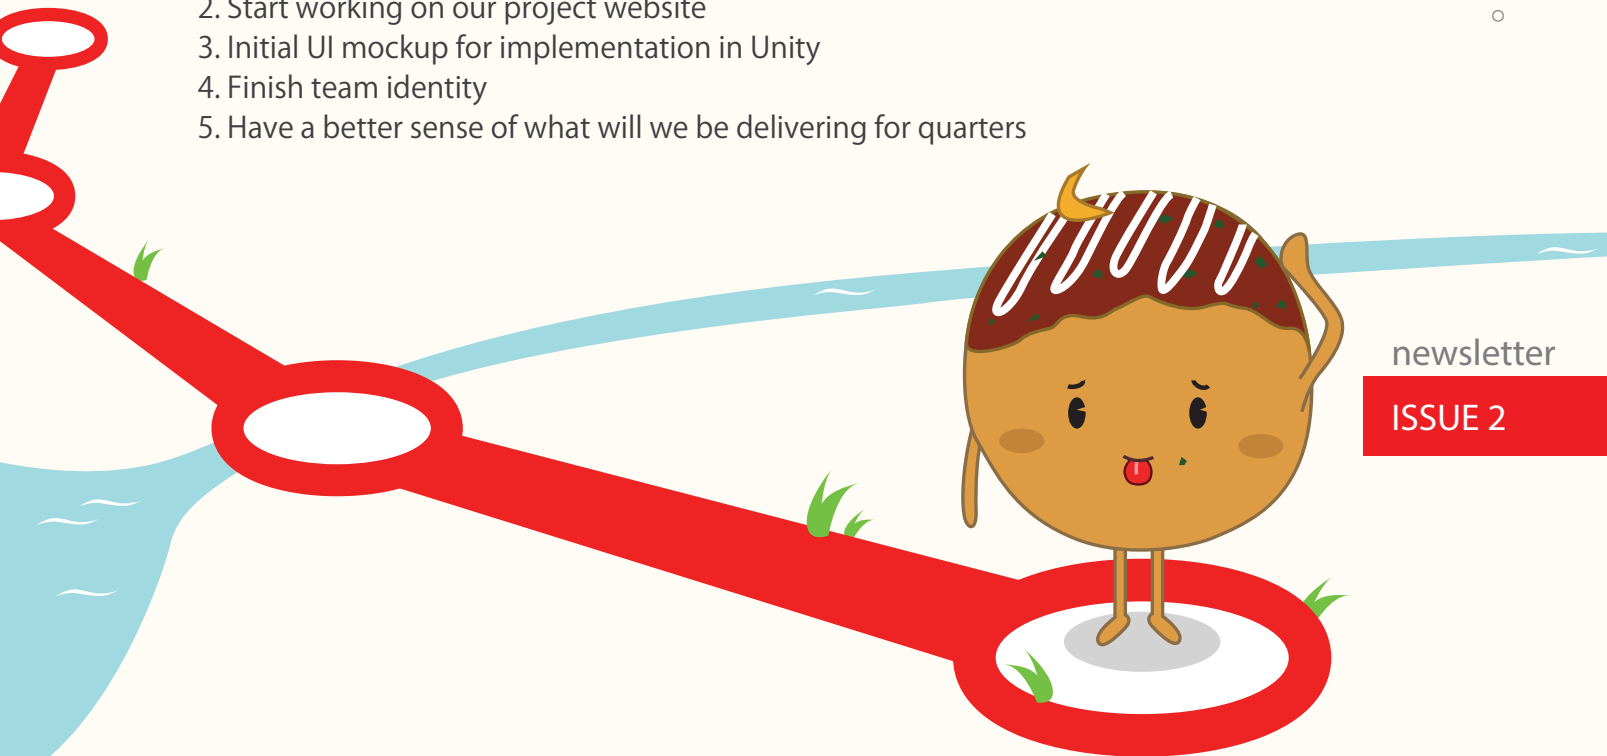 2. Start working on our project website
3. Initial UI mockup for implementation in Unity
4. Finish team identity
5. Have a better sense of what will we be delivering for quarters
newsletter
ISSUE 2